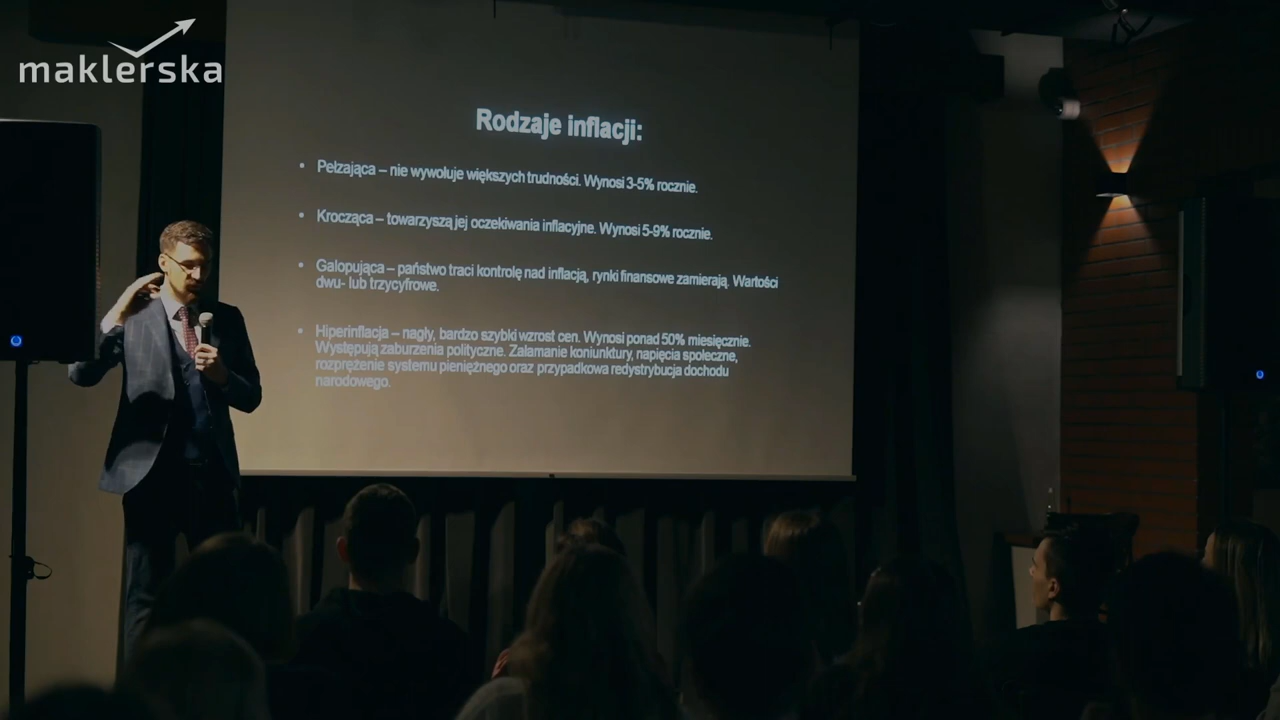 maklerska
Rodzaje inflacji:
• Pełzająca – nie wywołuje większych trudności. Wynosi 3-5% rocznie.
• Krocząca – towarzyszą jej oczekiwania inflacyjne. Wynosi 5-9% rocznie.
• Galopująca – państwo traci kontrolę nad inflacją, rynki finansowe zamierają. Wartości
dwu- lub trzycyfrowe.
• Hiperinflacja – nagły, bardzo szybki wzrost cen. Wynosi ponad 50% miesięcznie.
Występują zaburzenia polityczne. Załamanie koniunktury, napięcia społeczne,
rozprężenie systemu pieniężnego oraz przypadkowa redystrybucja dochodu
narodowego.